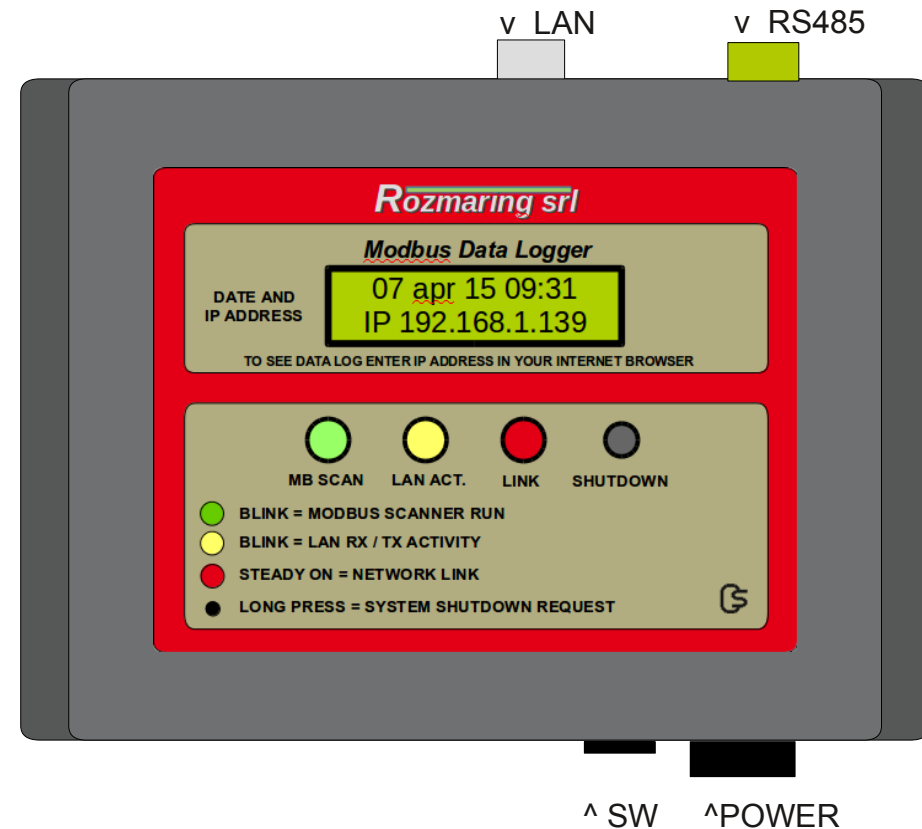 v LAN
v RS485
Rozmaring srl
Modbus Data Logger
DATE AND
IP ADDRESS
07 apr 15 09:31
IP 192.168.1.139
TO SEE DATA LOG ENTER IP ADDRESS IN YOUR INTERNET BROWSER
MB SCAN
LAN ACT.
LINK
SHUTDOWN
BLINK = MODBUS SCANNER RUN
BLINK = LAN RX / TX ACTIVITY
STEADY ON = NETWORK LINK
LONG PRESS = SYSTEM SHUTDOWN REQUEST
^ SW
^POWER